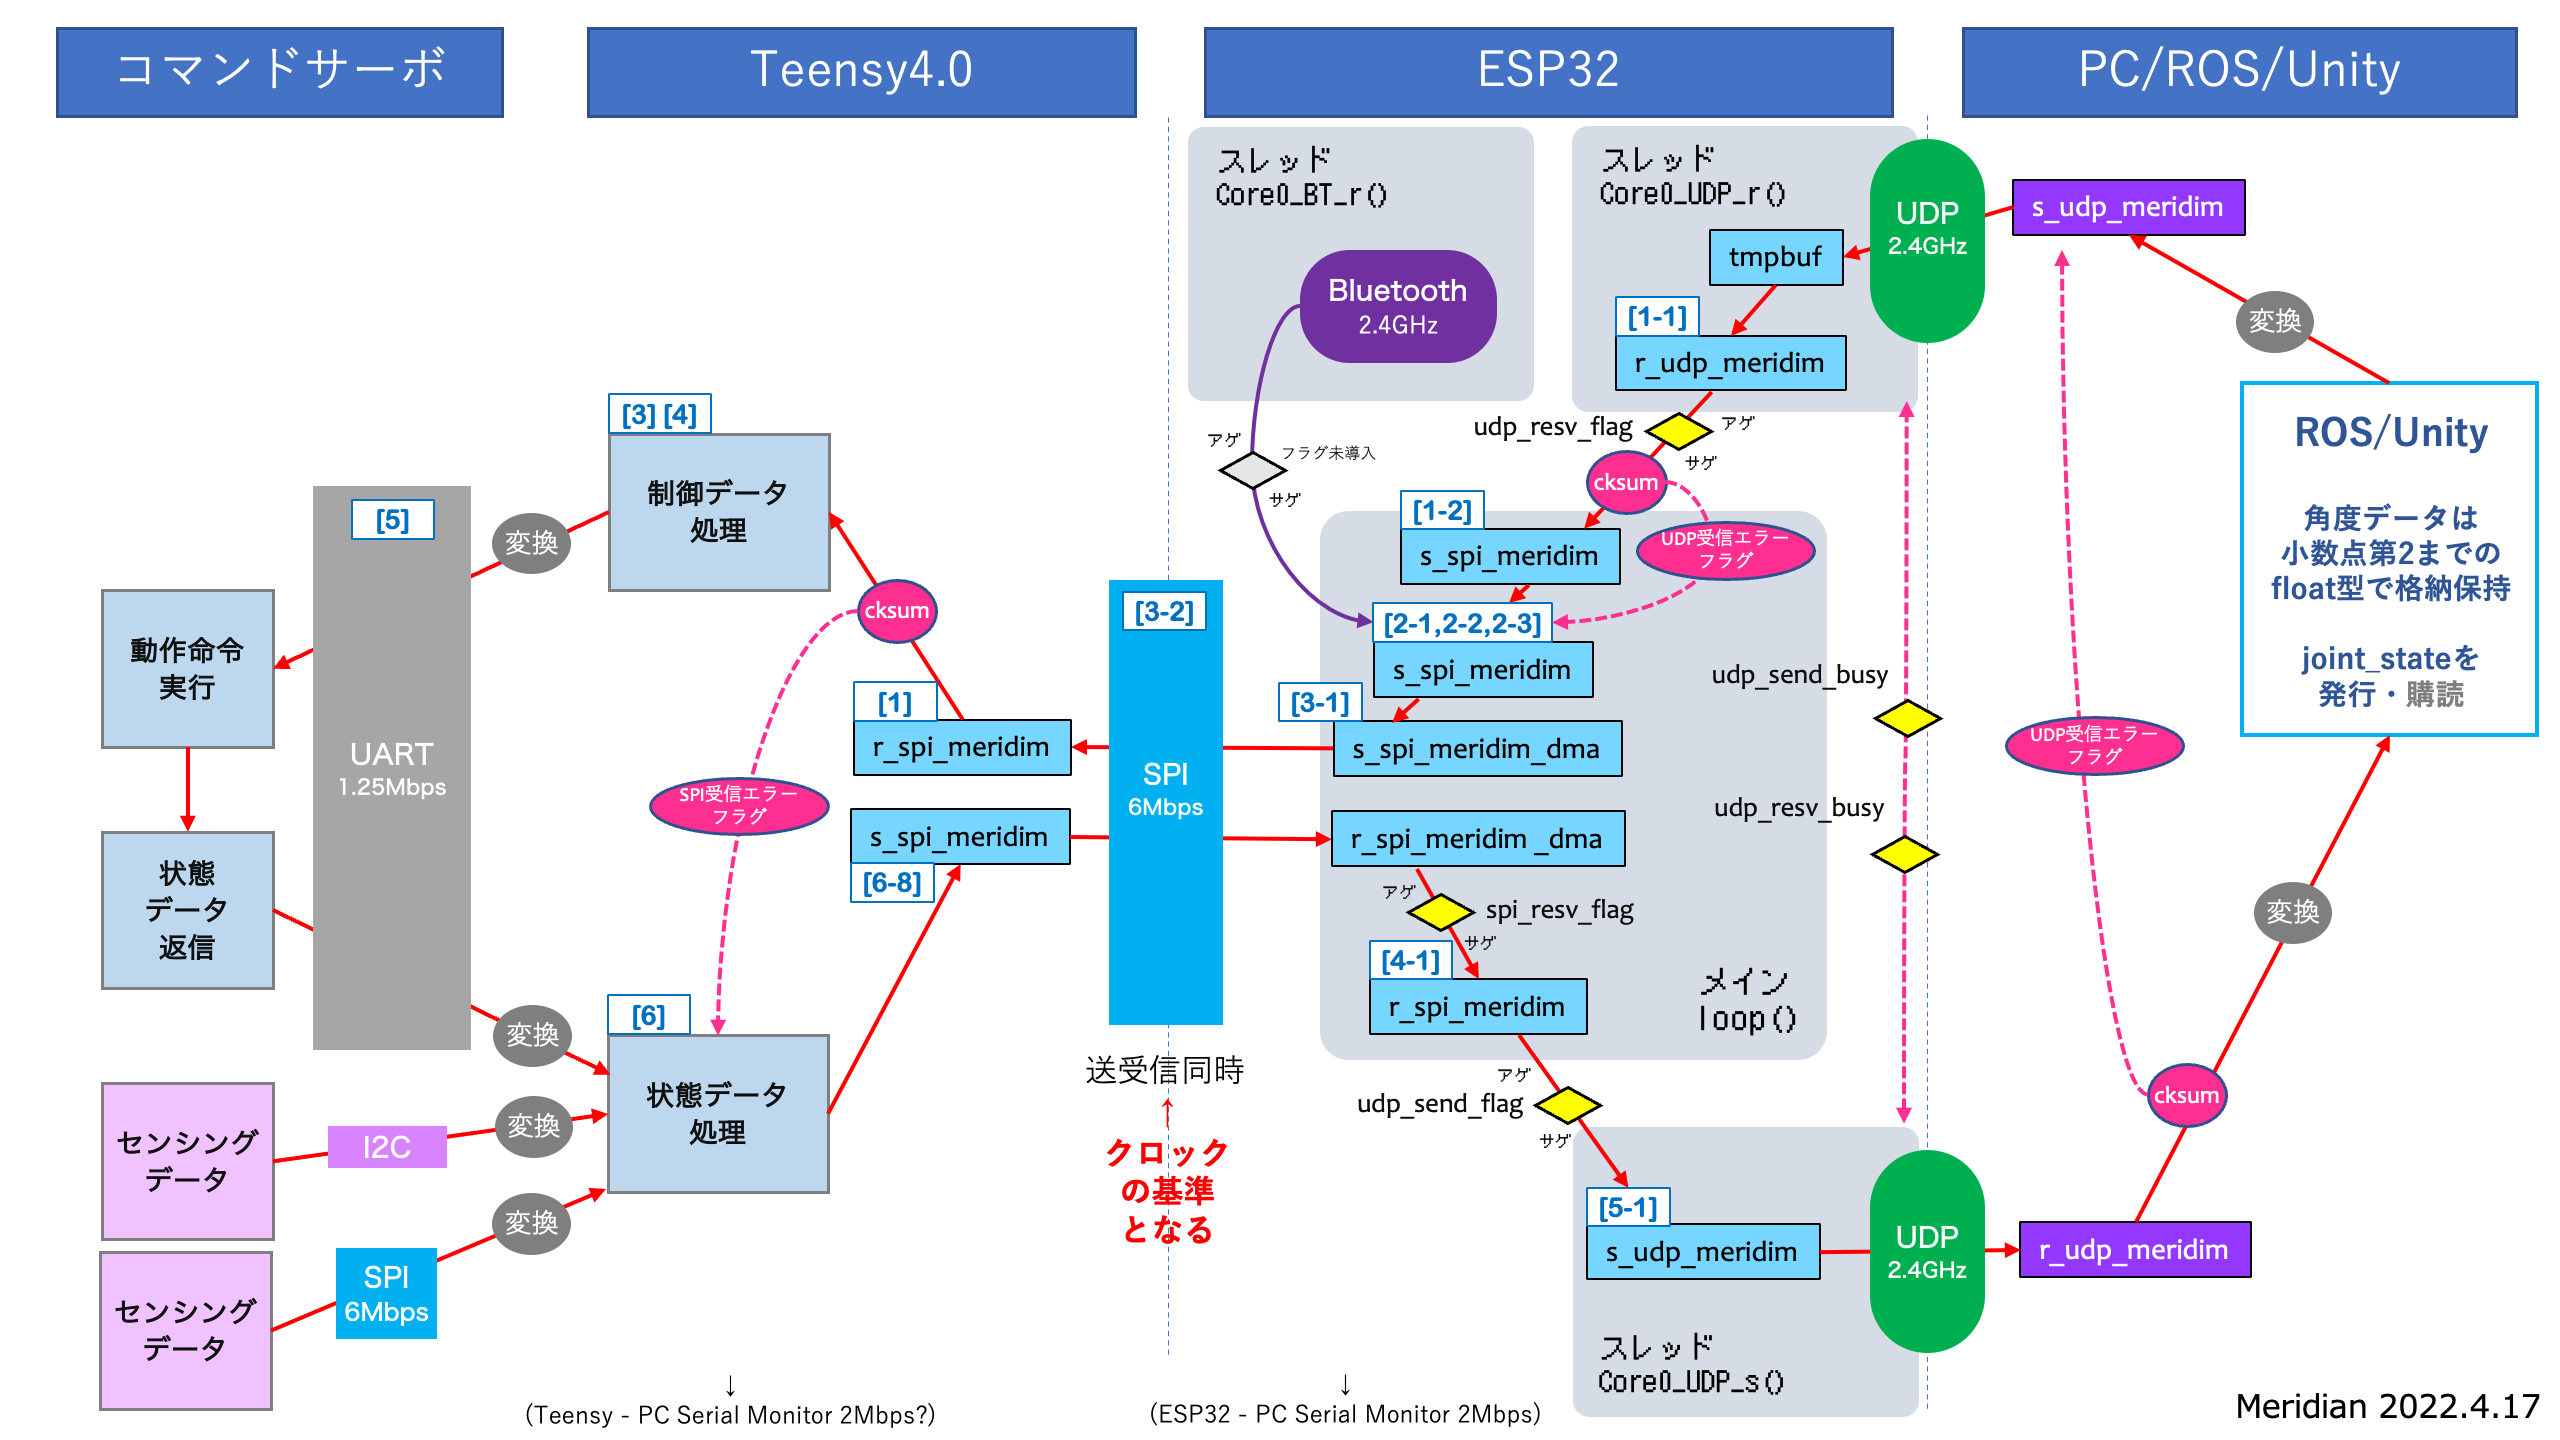 コマンドサーボ
Teensy4.0
ESP32
PC/ROS/Unity
スレッド
Core0_BT_r()
Bluetooth
2.4GHz
スレッド
Core0_UDP_r()
tmpbuf
[1-1]
r_udp_meridim
UDP
2.4GHz
s_udp_meridim
変換
ROS/Unity
角度データは
小数点第2までの
float型で格納保持
joint_stateを
発行・購読
udp_resv_flag
アゲ
サゲ
cksum
アゲ
フラグ未導入
サゲ
[1-2]
s_spi_meridim
UDP受信エラー
フラグ
[2-1,2-2,2-3]
s_spi_meridim
[3-1]
s_spi_meridim_dma
r_spi_meridim _dma
アゲ
spi_resv_flag
サゲ
[4-1]
r_spi_meridim
メイン
loop()
udp_send_busy
udp_resv_busy
UDP受信エラー
フラグ
変換
cksum
アゲ
udp_send_flag
サゲ
[5-1]
s_udp_meridim
UDP
2.4GHz
r_udp_meridim
スレッド
Core0_UDP_s()
[3] [4]
制御データ
処理
変換
[5]
UART
1.25Mbps
動作命令
実行
状態
データ
返信
cksum
SPI受信エラー
フラグ
[1]
r_spi_meridim
s_spi_meridim
[6-8]
[3-2]
SPI
6Mbps
送受信同時
↑
クロック
の基準
となる
変換
[6]
状態データ
処理
センシング
データ
I2C
変換
センシング
データ
SPI
6Mbps
変換
↓
(Teensy - PC Serial Monitor 2Mbps?)
↓
(ESP32 - PC Serial Monitor 2Mbps)
Meridian 2022.4.17